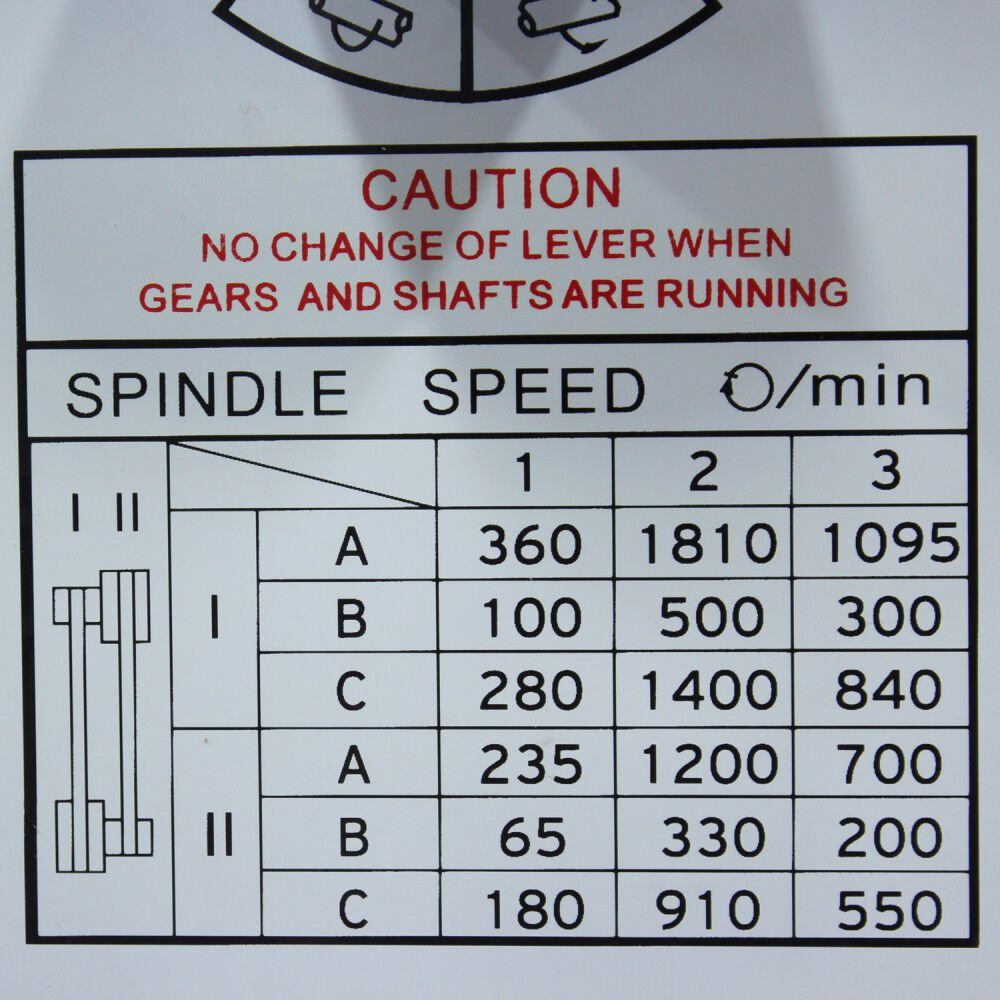 CAUTION
NO CHANGE OF LEVER WHEN
GEARS AND SHAFTS ARE RUNNING
SPINDLE SPEED /min
I II
1 2 3
I
A 360 1810 1095
B 100 500 300
C 280 1400 840
II
A 235 1200 700
B 65 330 200
C 180 910 550